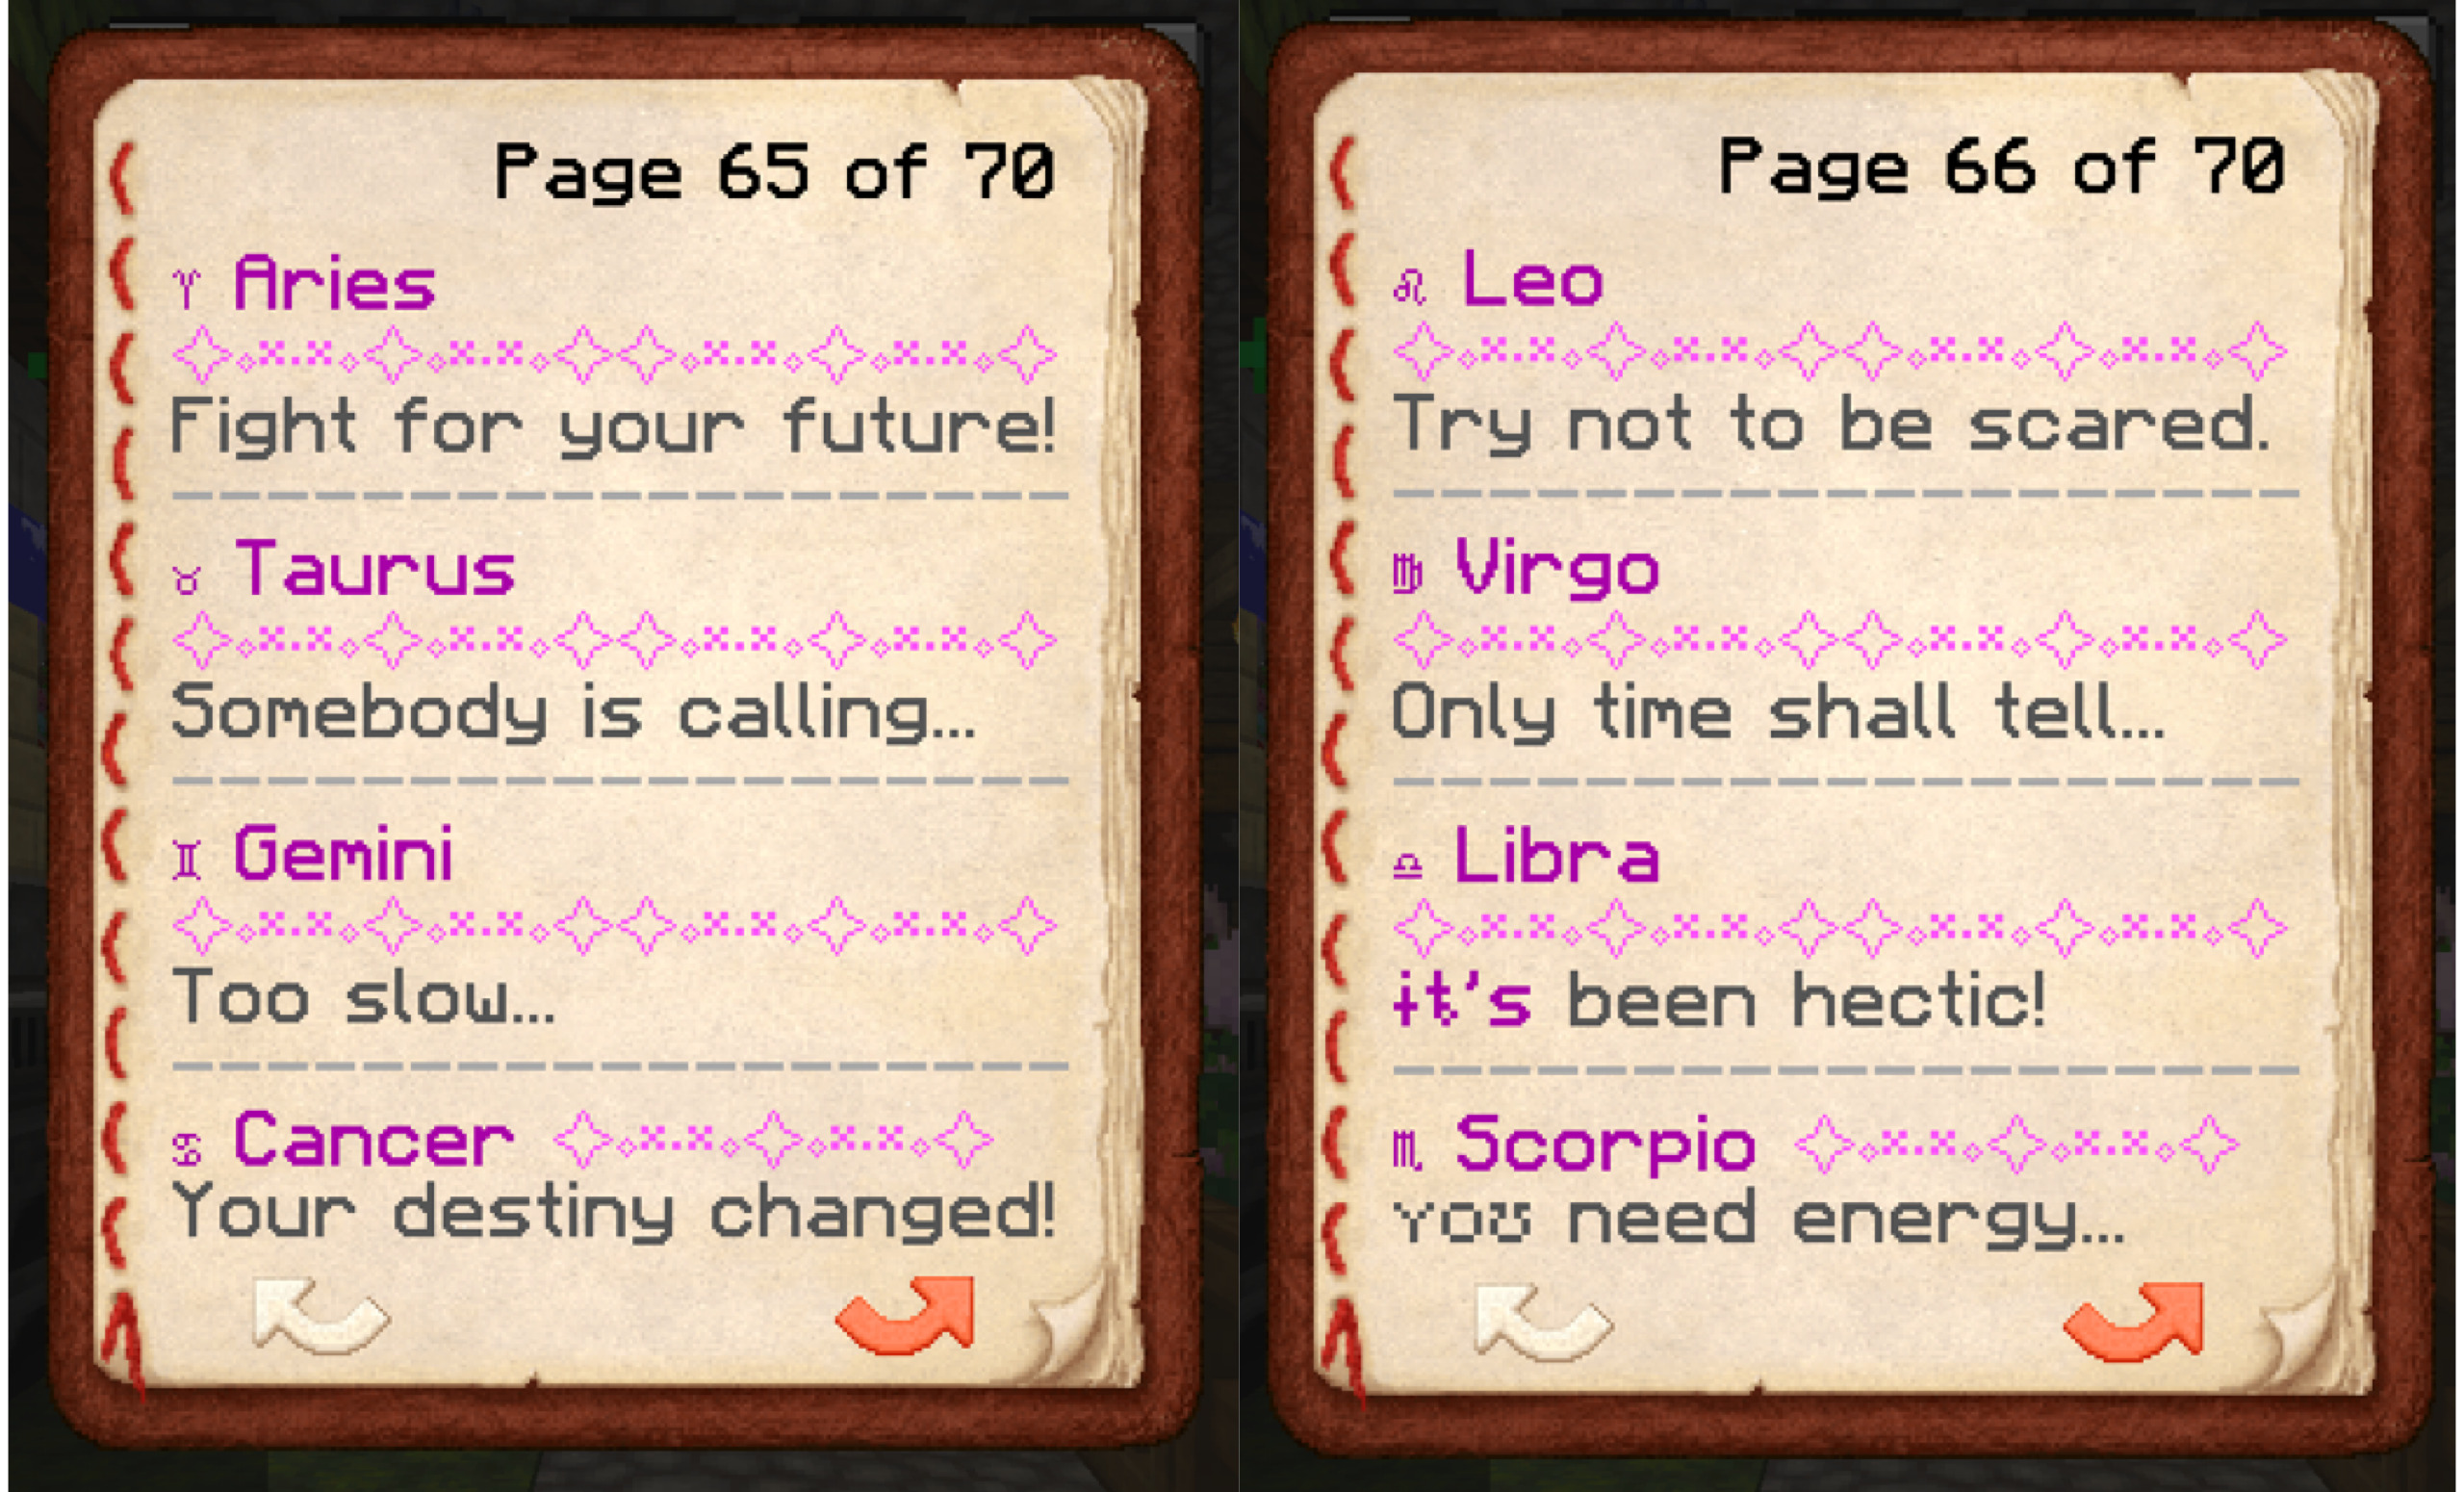 Page 65 of 70
♈ Aries
✧⬦×.×⬦✧⬦×.×⬦✧✧⬦×.×⬦✧⬦×.×⬦✧
Fight for your future!
♉ Taurus
✧⬦×.×⬦✧⬦×.×⬦✧✧⬦×.×⬦✧⬦×.×⬦✧
Somebody is calling...
♊ Gemini
✧⬦×.×⬦✧⬦×.×⬦✧✧⬦×.×⬦✧⬦×.×⬦✧
Too slow...
♋ Cancer ✧⬦×.×⬦✧⬦×.×⬦✧
Your destiny changed!
Page 66 of 70
♌ Leo
✧⬦×.×⬦✧⬦×.×⬦✧✧⬦×.×⬦✧⬦×.×⬦✧
Try not to be scared.
♍ Virgo
✧⬦×.×⬦✧⬦×.×⬦✧✧⬦×.×⬦✧⬦×.×⬦✧
Only time shall tell...
♎ Libra
✧⬦×.×⬦✧⬦×.×⬦✧✧⬦×.×⬦✧⬦×.×⬦✧
it's been hectic!
♏ Scorpio ✧⬦×.×⬦✧⬦×.×⬦✧
YOU need energy...